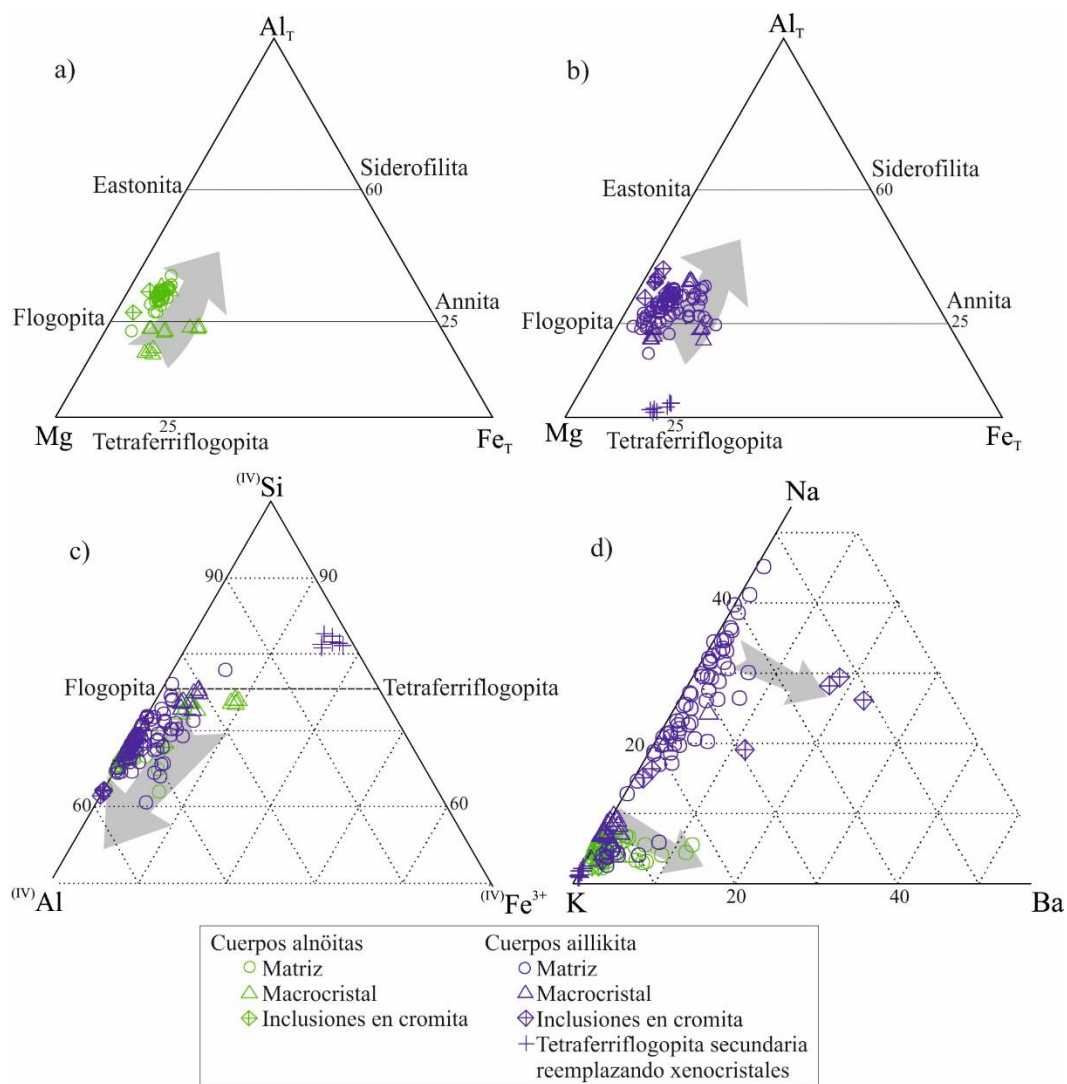 a)
Al_T
Eastonita
Siderofilita
60
Flogopita
Annita
25
Mg
25
Tetraferriflogopita
Fe_T
b)
Al_T
Eastonita
Siderofilita
60
Flogopita
Annita
25
Mg
25
Tetraferriflogopita
Fe_T
c)
(IV)Si
90
90
Flogopita
Tetraferriflogopita
60
60
(IV)Al
(IV)Fe³⁺
d)
Na
40
20
K
20
40
Ba
Cuerpos alnöitas
Matriz
Macrocristal
Inclusiones en cromita
Cuerpos aillikita
Matriz
Macrocristal
Inclusiones en cromita
Tetraferriflogopita secundaria
reemplazando xenocristales